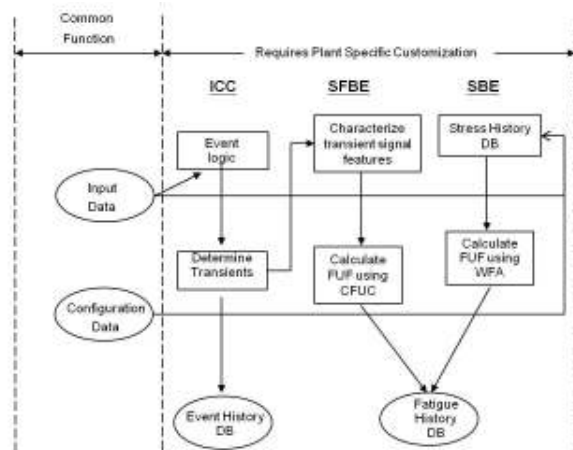 Common
Function
Requires Plant Specific Customization
ICC
SFBE
SBE
Event
logic
Characterize
transient signal
features
Stress History
DB
Input
Data
Determine
Transients
Calculate
FUF using
CFUC
Calculate
FUF using
WFA
Configuration
Data
Event History
DB
Fatigue
History
DB